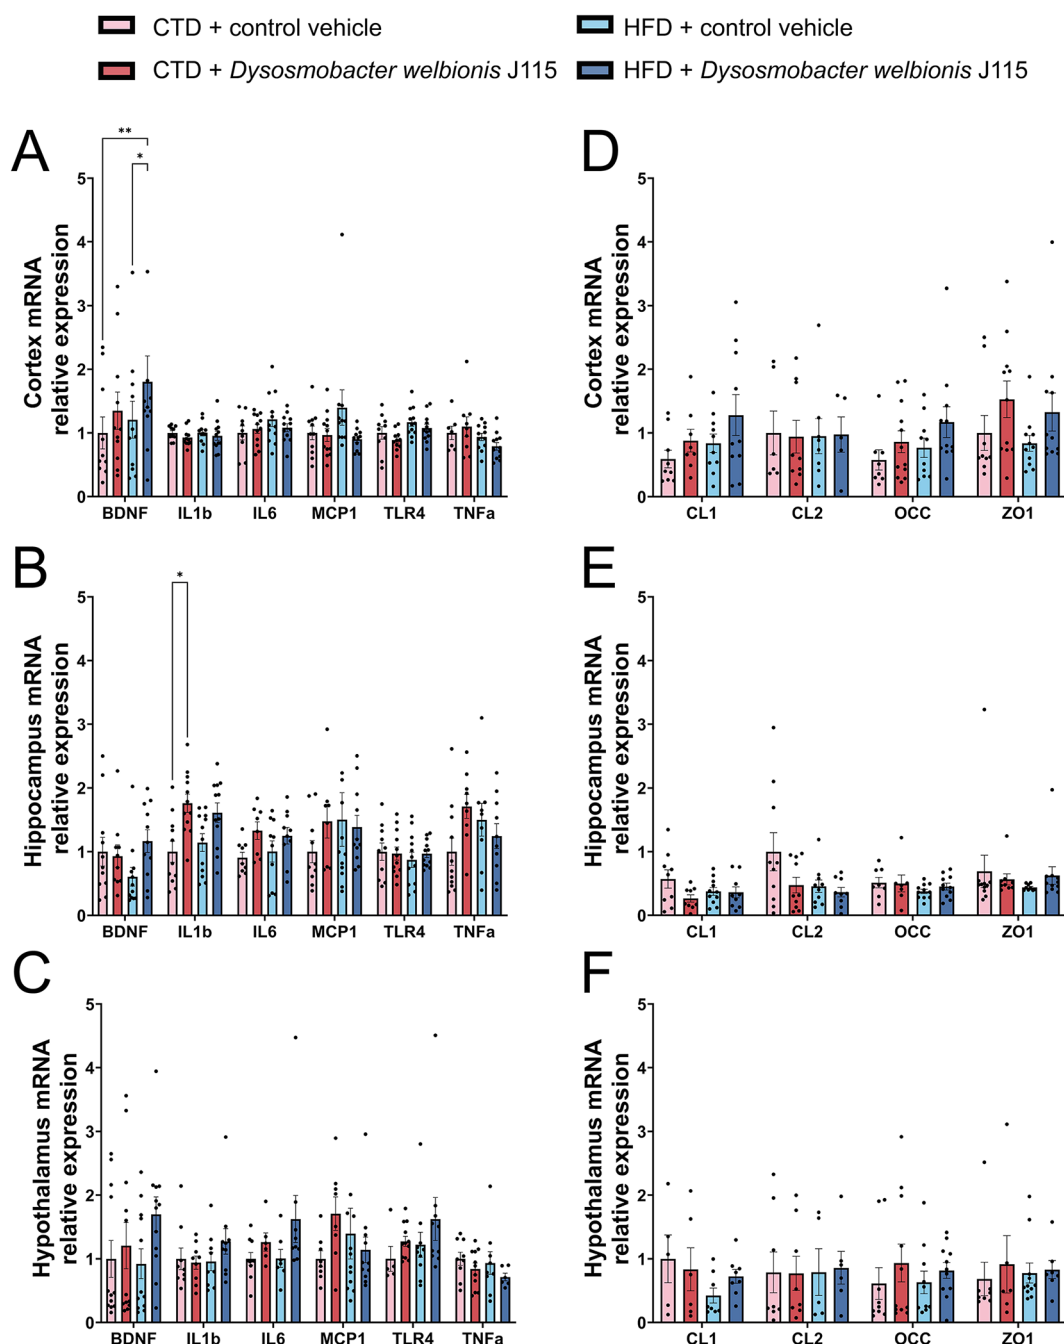 CTD + control vehicle
HFD + control vehicle
CTD + Dysosmobacter welbionis J115
HFD + Dysosmobacter welbionis J115
A
**
*
Cortex mRNA
relative expression
5
4
3
2
1
0
BDNF IL1b IL6 MCP1 TLR4 TNFa
D
Cortex mRNA
relative expression
5
4
3
2
1
0
CL1 CL2 OCC ZO1
B
*
Hippocampus mRNA
relative expression
5
4
3
2
1
0
BDNF IL1b IL6 MCP1 TLR4 TNFa
E
Hippocampus mRNA
relative expression
5
4
3
2
1
0
CL1 CL2 OCC ZO1
C
Hypothalamus mRNA
relative expression
5
4
3
2
1
0
BDNF IL1b IL6 MCP1 TLR4 TNFa
F
Hypothalamus mRNA
relative expression
5
4
3
2
1
0
CL1 CL2 OCC ZO1